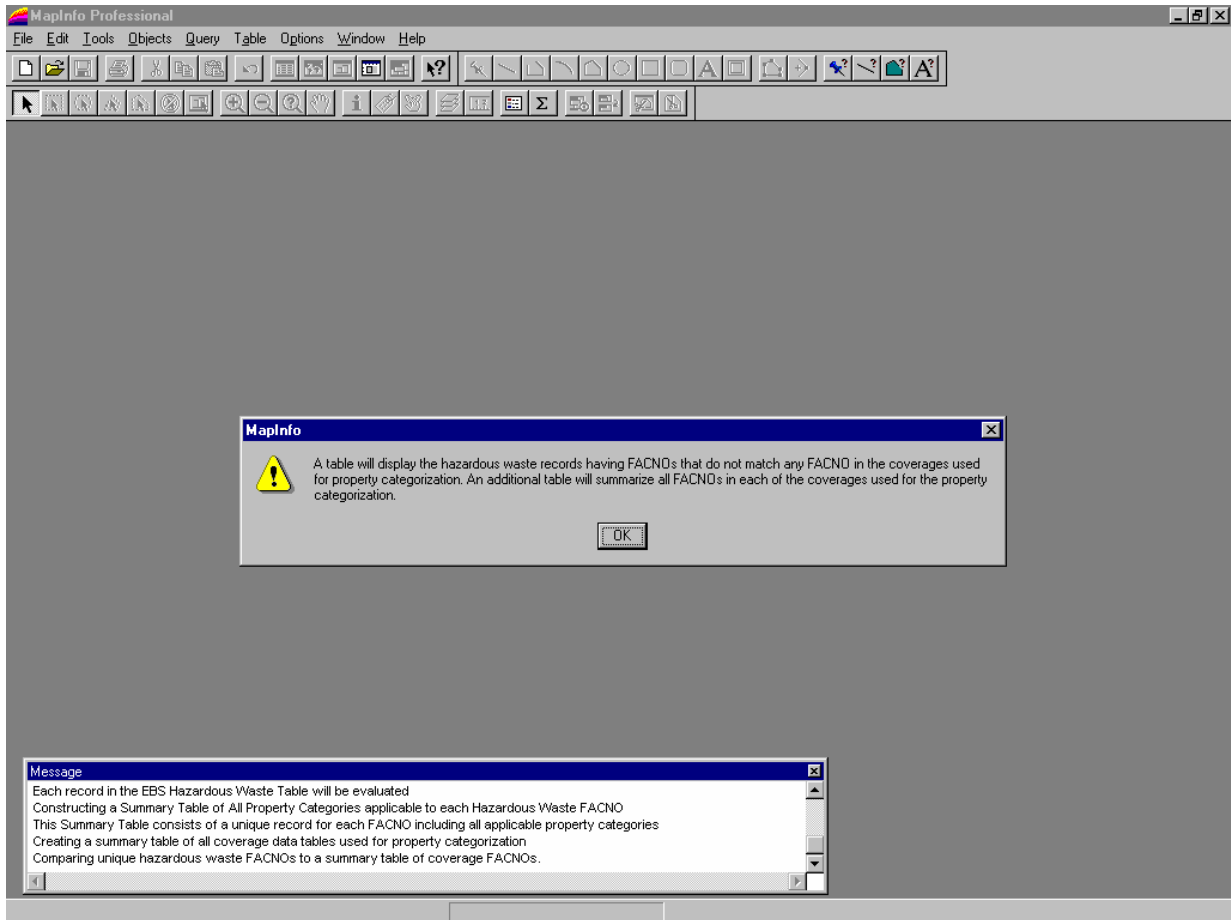 MapInfo Professional
File Edit Tools Objects Query Table Options Window Help
MapInfo
A table will display the hazardous waste records having FACNOs that do not match any FACNO in the coverages used
for property categorization. An additional table will summarize all FACNOs in each of the coverages used for the property
categorization.
OK
Message
Each record in the EBS Hazardous Waste Table will be evaluated
Constructing a Summary Table of All Property Categories applicable to each Hazardous Waste FACNO
This Summary Table consists of a unique record for each FACNO including all applicable property categories
Creating a summary table of all coverage data tables used for property categorization
Comparing unique hazardous waste FACNOs to a summary table of coverage FACNOs.